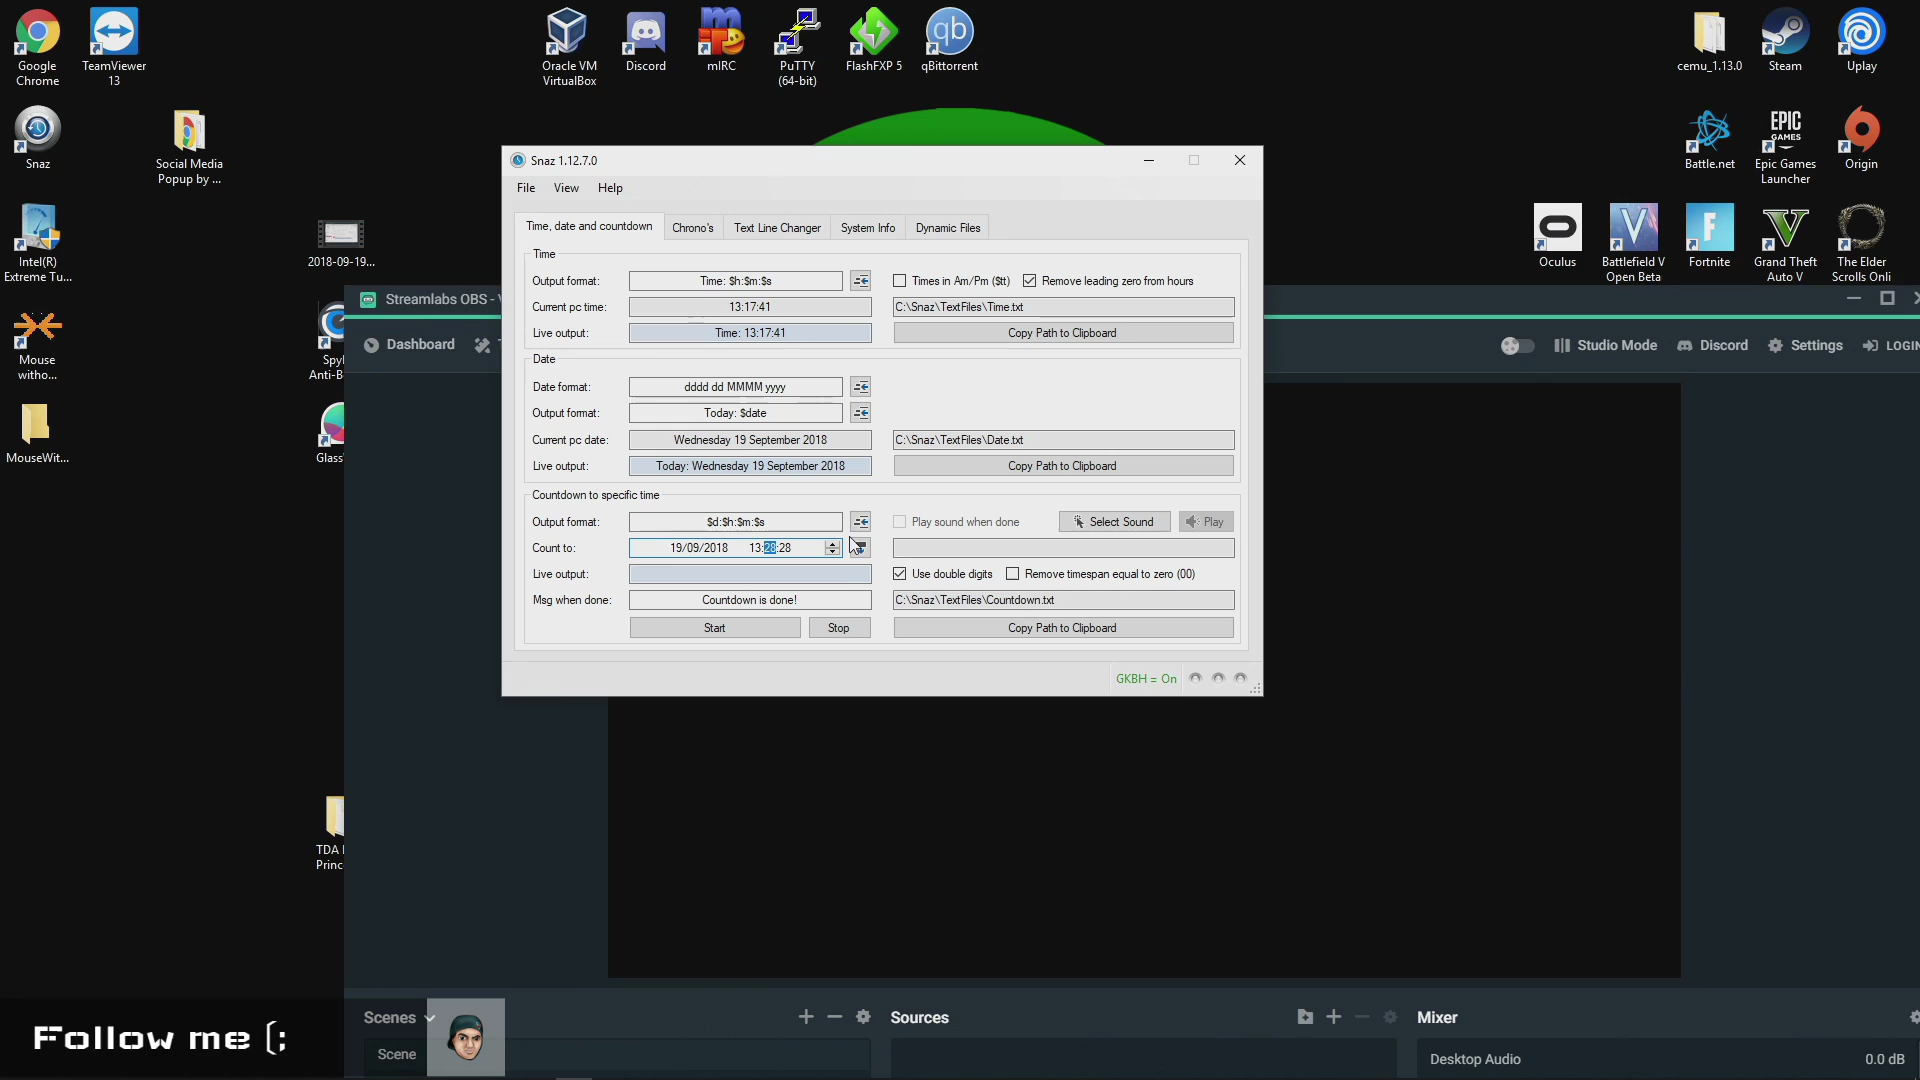 Google
Chrome
TeamViewer
13
Oracle VM
VirtualBox
Discord
mIRC
PuTTY
(64-bit)
FlashFXP 5
qBittorrent
cemu_1.13.0
Steam
Uplay
Snaz
Social Media
Popup by ...
Battle.net
EPIC
GAMES
Epic Games
Launcher
Origin
Intel(R)
Extreme Tu...
2018-09-19...
Oculus
Battlefield V
Open Beta
Fortnite
Grand Theft
Auto V
The Elder
Scrolls Onli
Mouse
witho...
Spy
Anti-B
MouseWit...
Glass
TDA
Princ
Snaz 1.12.7.0
File View Help
Time, date and countdown Chrono's Text Line Changer System Info Dynamic Files
Time
Output format: Time: $h:$m:$s Times in Am/Pm ($tt) Remove leading zero from hours
Current pc time: 13:17:41 C:\Snaz\TextFiles\Time.txt
Live output: Time: 13:17:41 Copy Path to Clipboard
Date
Date format: dddd dd MMMM yyyy
Output format: Today: $date
Current pc date: Wednesday 19 September 2018 C:\Snaz\TextFiles\Date.txt
Live output: Today: Wednesday 19 September 2018 Copy Path to Clipboard
Countdown to specific time
Output format: $d:$h:$m:$s Play sound when done Select Sound Play
Count to: 19/09/2018 13:28:28
Live output: Use double digits Remove timespan equal to zero (00)
Msg when done: Countdown is done! C:\Snaz\TextFiles\Countdown.txt
Start Stop Copy Path to Clipboard
GKBH = On
Streamlabs OBS -
Dashboard Studio Mode Discord Settings LOGIN
Scenes Sources Mixer
Scene Desktop Audio 0.0 dB
Follow me (: